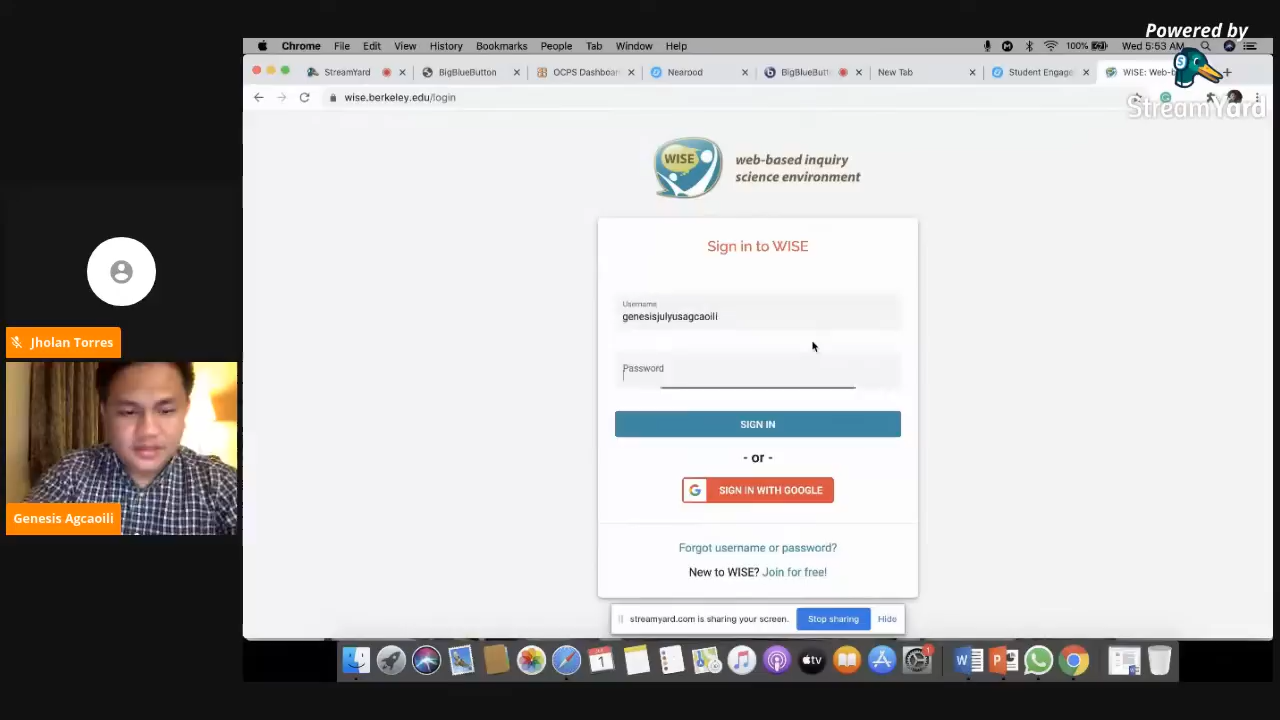 Powered by
StreamYard
Chrome File Edit View History Bookmarks People Tab Window Help 100% Wed 5:53 AM
StreamYard BigBlueButton OCPS Dashboar Nearpod BigBlueButt New Tab Student Engage WISE: Web-b
wise.berkeley.edu/login
WISE
web-based inquiry
science environment
Sign in to WISE
Username
genesisjulyusagcaoili
Password
SIGN IN
- or -
SIGN IN WITH GOOGLE
Forgot username or password?
New to WISE? Join for free!
streamyard.com is sharing your screen. Stop sharing Hide
Jholan Torres
Genesis Agcaoili
1
tv
1